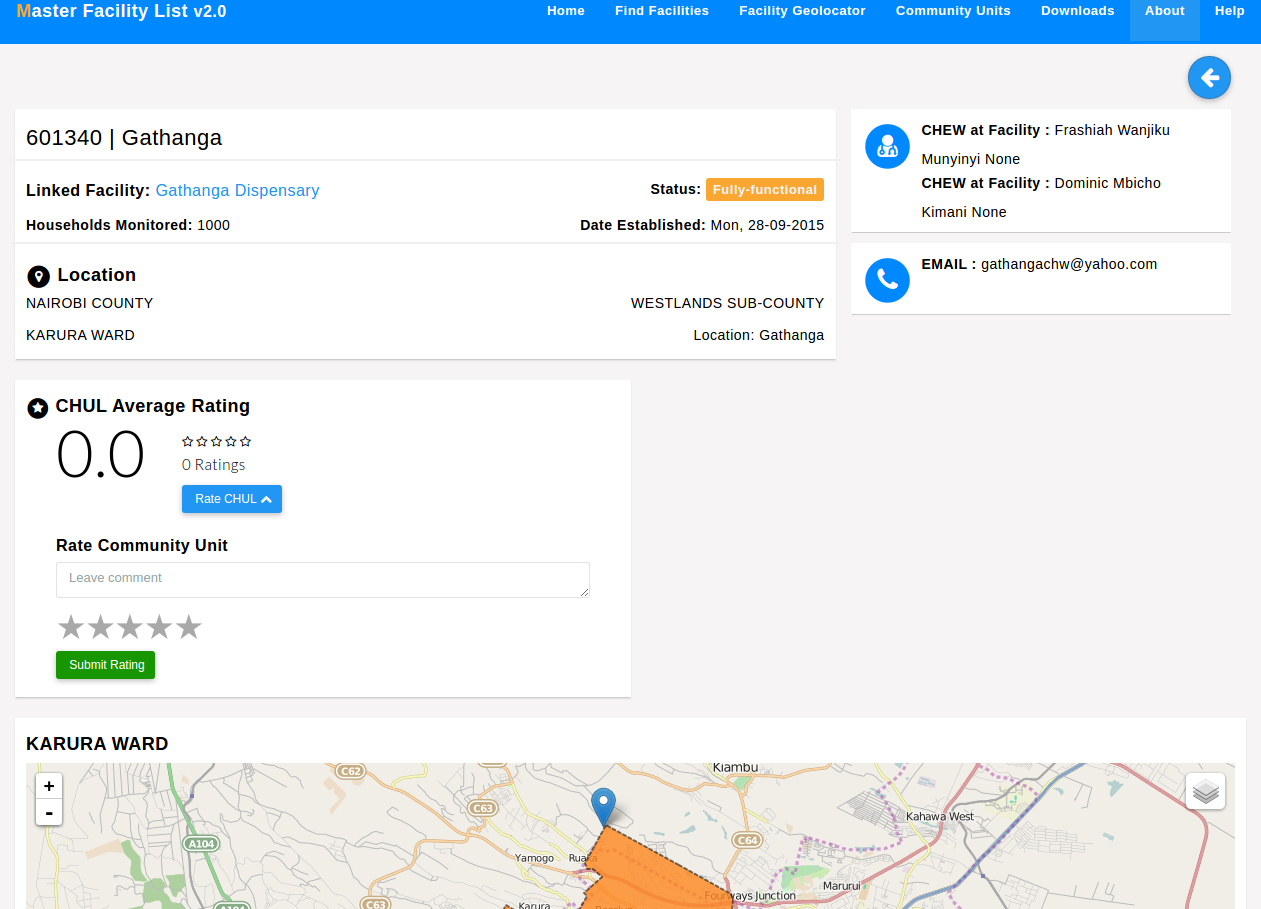 Master Facility List v2.0
Home Find Facilities Facility Geolocator Community Units Downloads About Help
601340 | Gathanga
Linked Facility: Gathanga Dispensary
Status: Fully-functional
Households Monitored: 1000
Date Established: Mon, 28-09-2015
Location
NAIROBI COUNTY
WESTLANDS SUB-COUNTY
KARURA WARD
Location: Gathanga
CHEW at Facility : Frashiah Wanjiku
Munyinyi None
CHEW at Facility : Dominic Mbicho
Kimani None
EMAIL : gathangachw@yahoo.com
CHUL Average Rating
0.0
0 Ratings
Rate CHUL
Rate Community Unit
Leave comment
Submit Rating
KARURA WARD
+
-
C62
Kiambu
C63
Kahawa West
A104
C64
Yamogo
Ruaka
Marurui
Fourways Junction
C63
Karura
A104